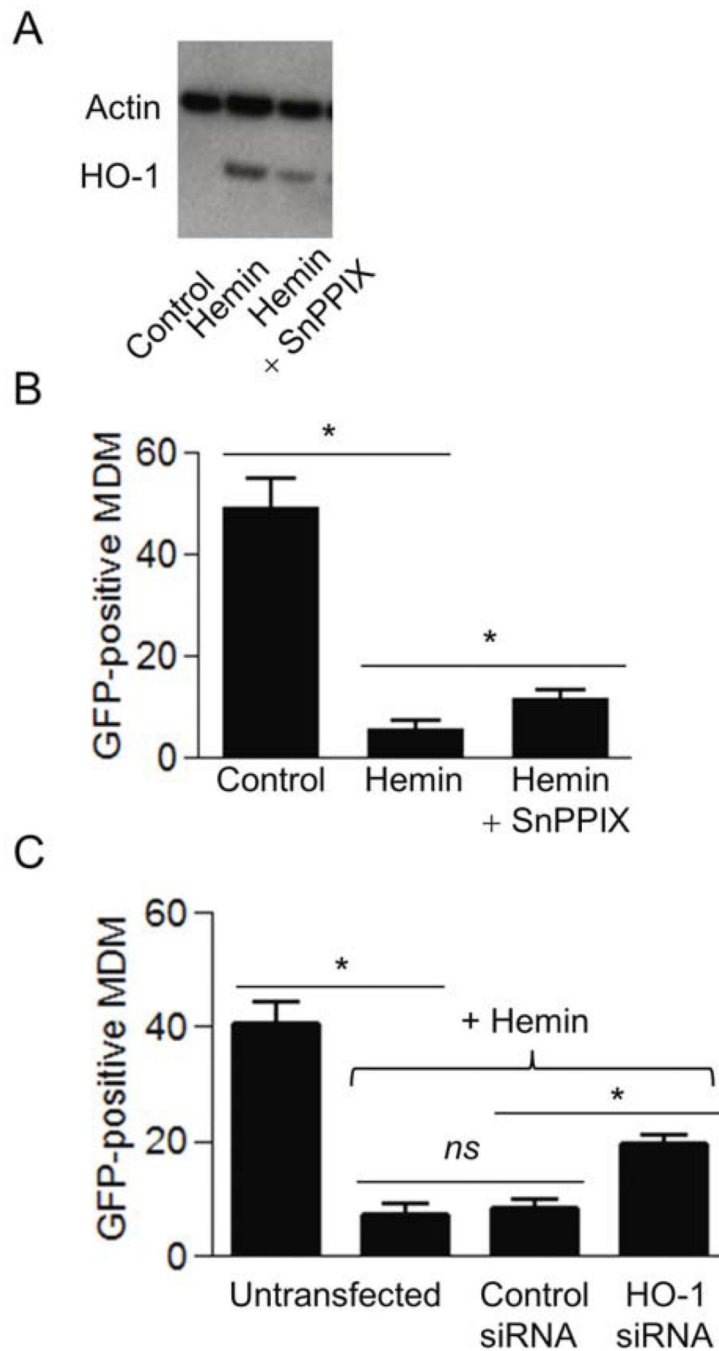 A
Actin
HO-1
Control
Hemin
Hemin
+ SnPPIX
B
GFP-positive MDM
60
40
20
0
*
*
Control
Hemin
Hemin
+ SnPPIX
C
GFP-positive MDM
60
40
20
0
*
+ Hemin
*
ns
Untransfected
Control
siRNA
HO-1
siRNA